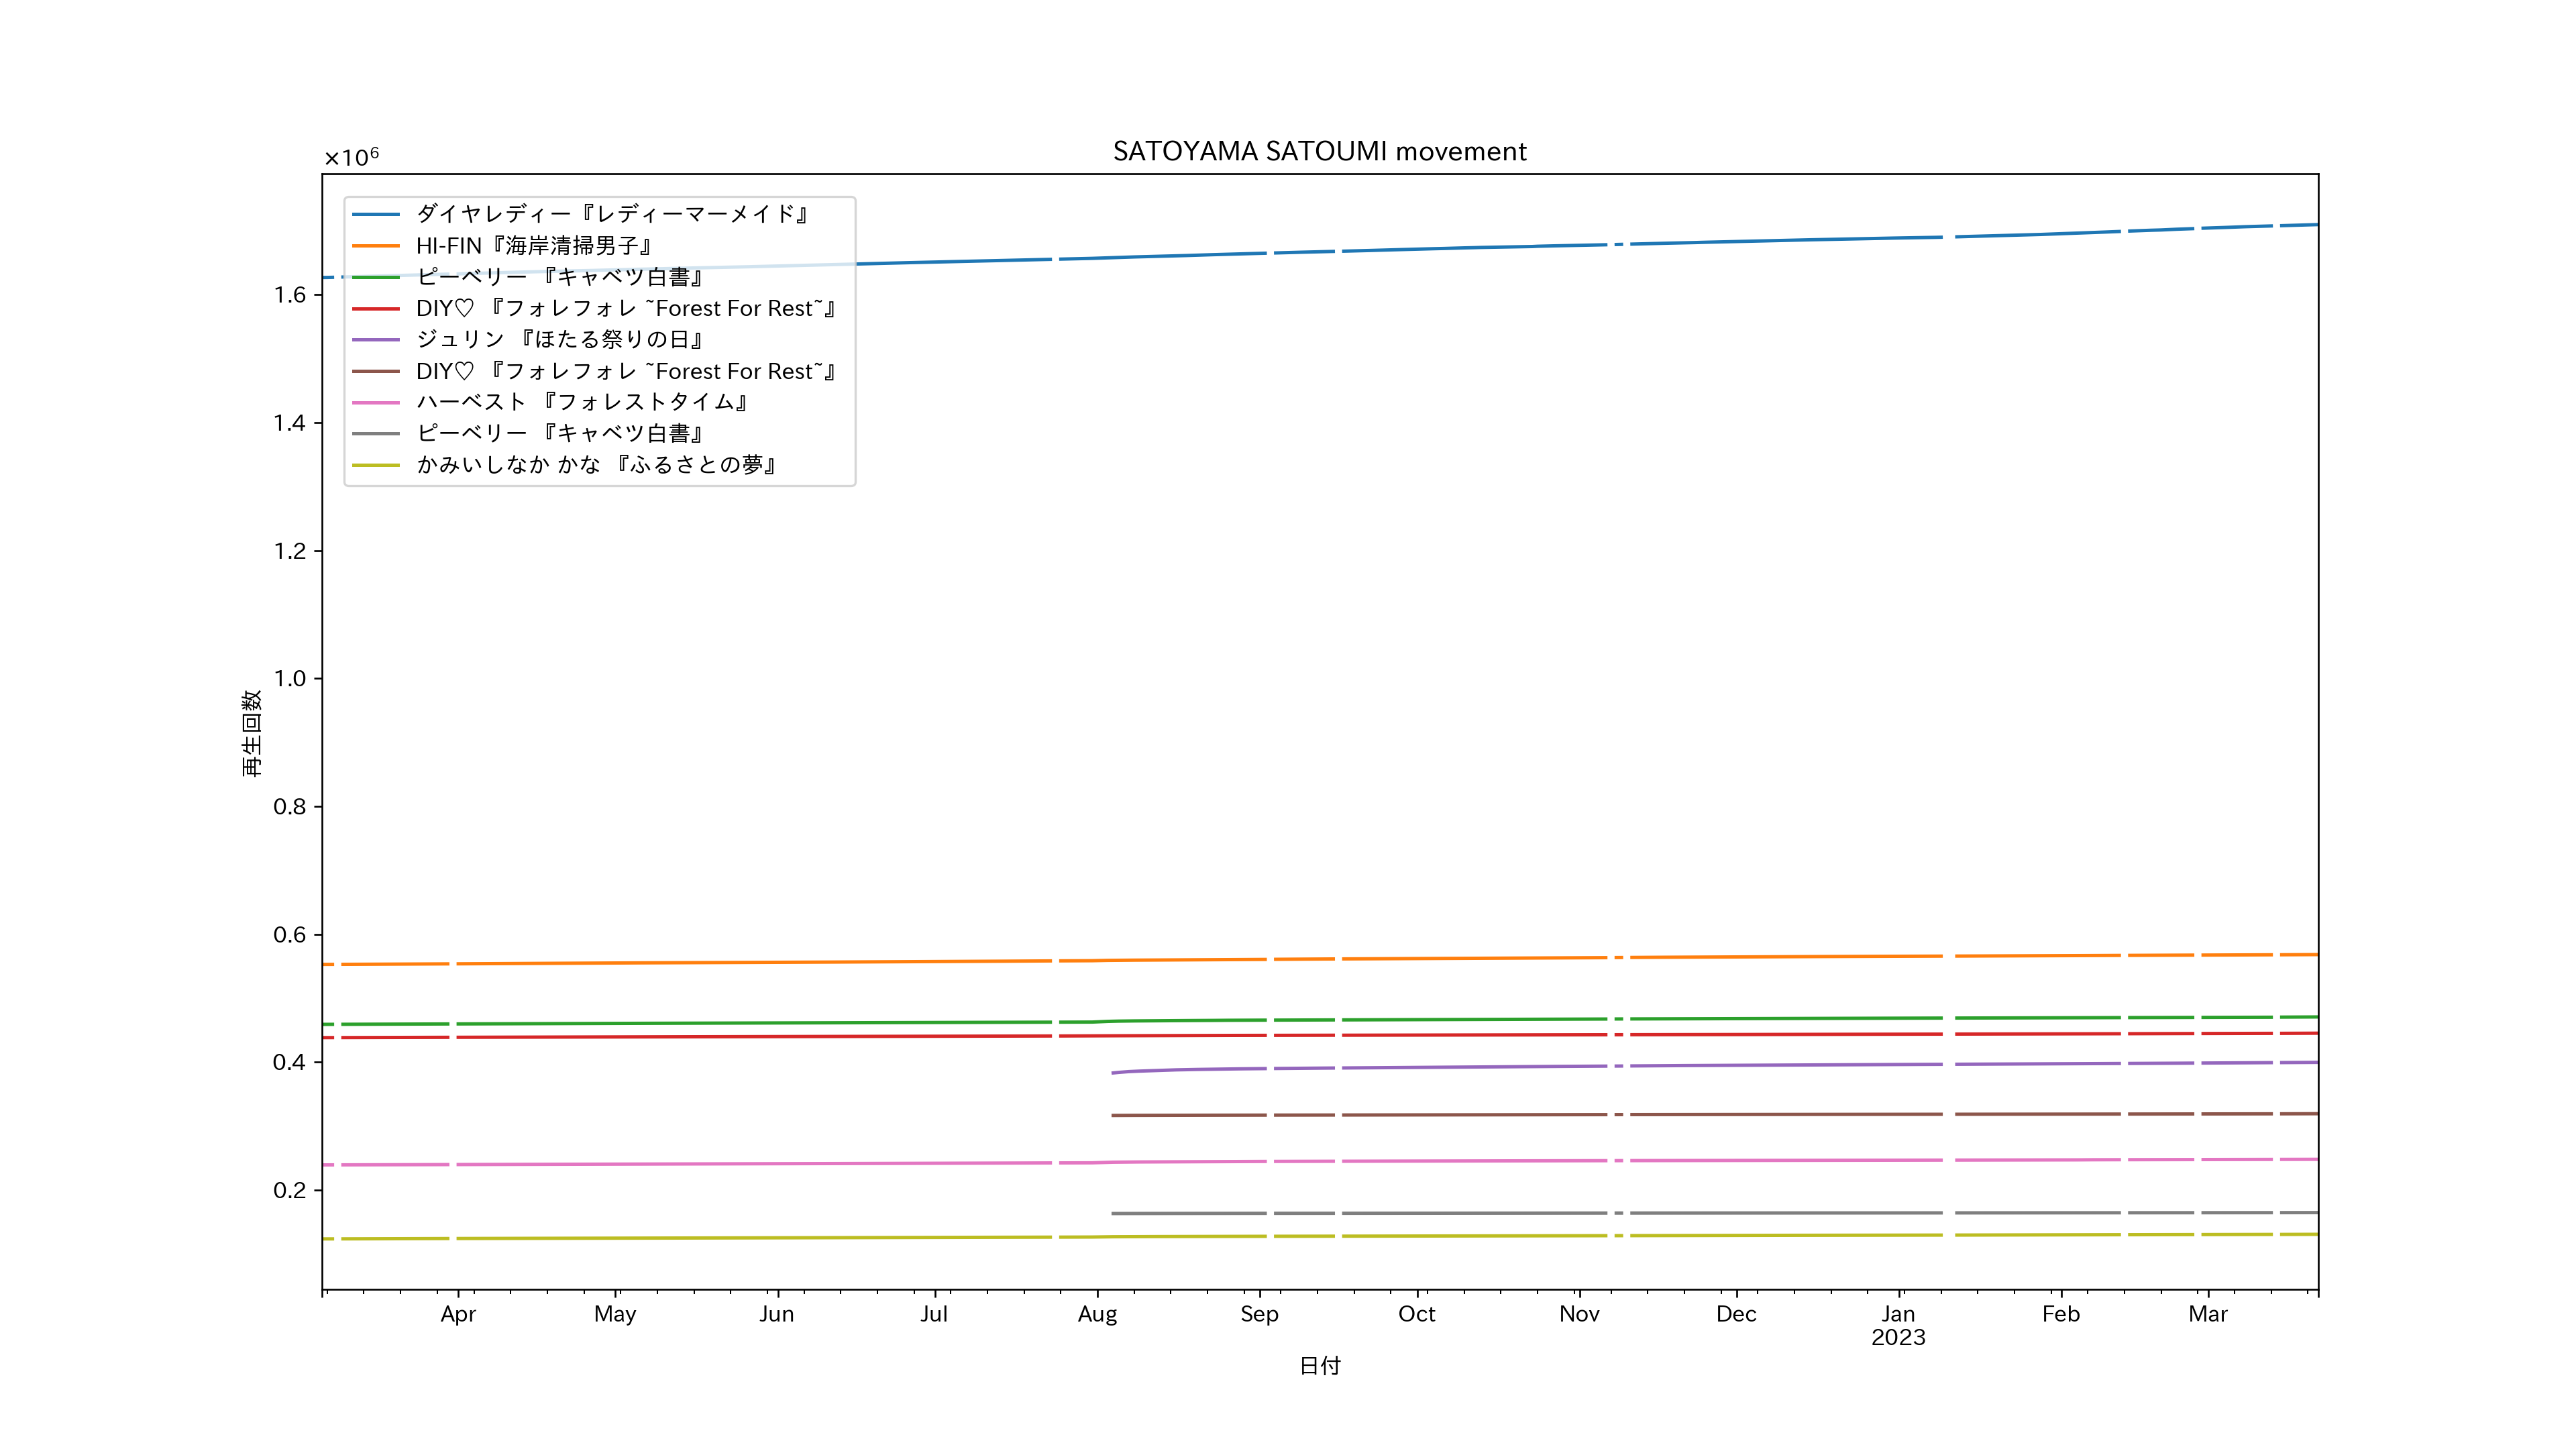 SATOYAMA SATOUMI movement
×10⁶
ダイヤレディー『レディーマーメイド』
HI-FIN『海岸清掃男子』
ピーベリー 『キャベツ白書』
DIY♡ 『フォレフォレ ~Forest For Rest~』
ジュリン 『ほたる祭りの日』
DIY♡ 『フォレフォレ ~Forest For Rest~』
ハーベスト 『フォレストタイム』
ピーベリー 『キャベツ白書』
かみいしなか かな 『ふるさとの夢』
1.6
1.4
1.2
1.0
0.8
0.6
0.4
0.2
再生回数
Apr May Jun Jul Aug Sep Oct Nov Dec Jan Feb Mar
2023
日付